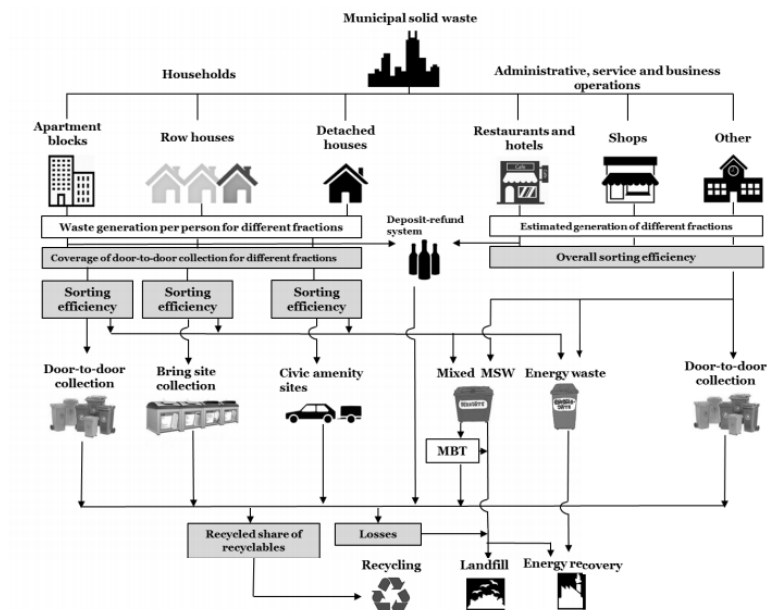 Municipal solid waste
Households
Administrative, service and business
operations
Apartment
blocks
Row houses
Detached
houses
Restaurants and
hotels
Shops
Other
Waste generation per person for different fractions
Deposit-refund
system
Estimated generation of different fractions
Coverage of door-to-door collection for different fractions
Overall sorting efficiency
Sorting
efficiency
Sorting
efficiency
Sorting
efficiency
Door-to-door
collection
Bring site
collection
Civic amenity
sites
Mixed MSW
Energy waste
Door-to-door
collection
MBT
Recycled share of
recyclables
Losses
Recycling
Landfill
Energy recovery